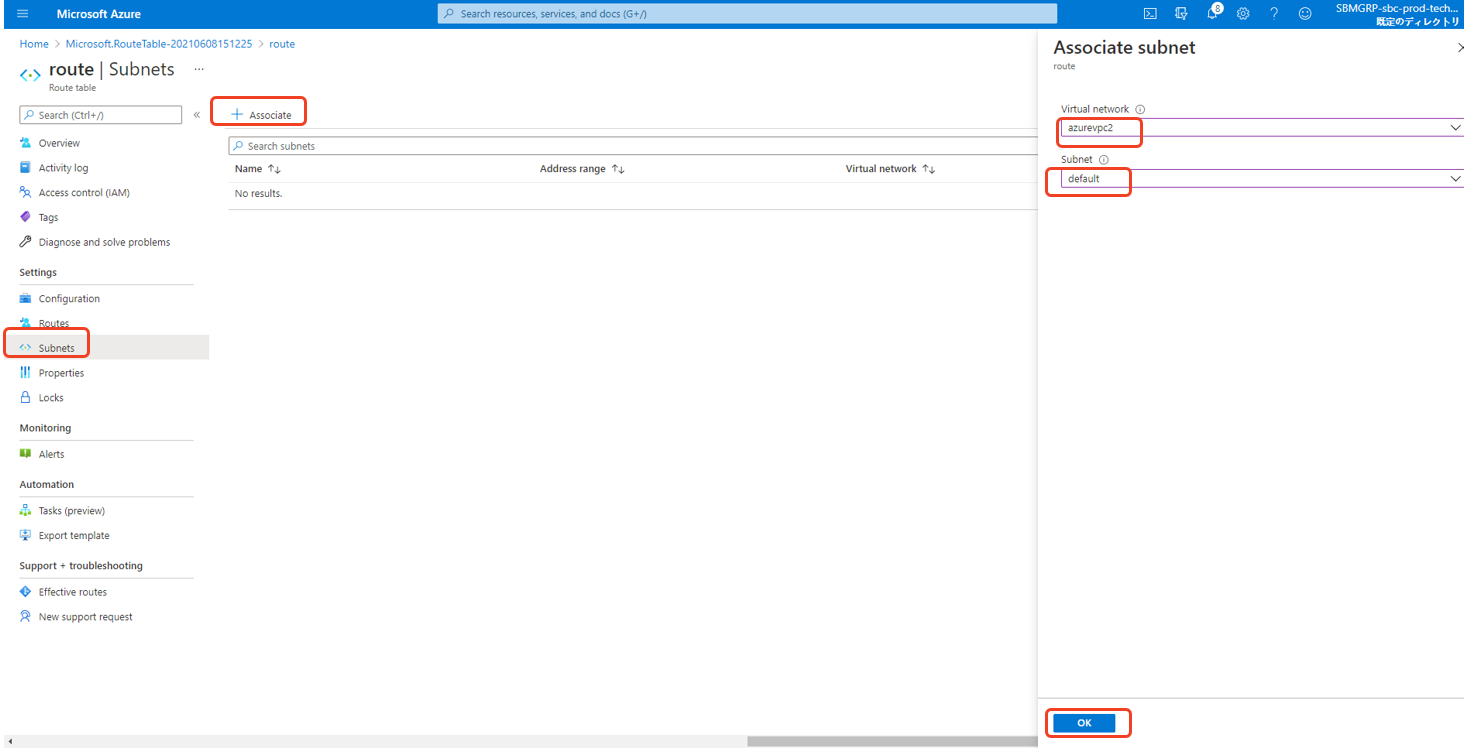 Microsoft Azure
Search resources, services, and docs (G+/)
8
SBMGRP-sbc-prod-tech...
既定のディレクトリ
Home > Microsoft.RouteTable-20210608151225 > route
route | Subnets ...
Route table
Search (Ctrl+/)
«
Overview
Activity log
Access control (IAM)
Tags
Diagnose and solve problems
Settings
Configuration
Routes
Subnets
Properties
Locks
Monitoring
Alerts
Automation
Tasks (preview)
Export template
Support + troubleshooting
Effective routes
New support request
+ Associate
Search subnets
Name ↑↓ Address range ↑↓ Virtual network ↑↓
No results.
Associate subnet
route
Virtual network
azurevpc2
Subnet
default
OK